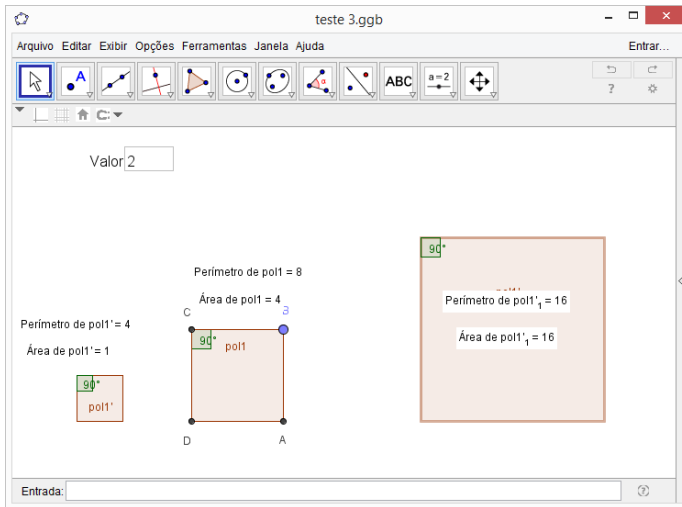 teste 3.ggb
Arquivo Editar Exibir Opções Ferramentas Janela Ajuda Entrar...
A ABC a=2
Valor 2
90°
Perímetro de pol1 = 8
Perímetro de pol1'₁ = 16
Área de pol1 = 4
C
Perímetro de pol1'= 4
90°
pol1
Área de pol1'₁ = 16
Área de pol1'= 1
90°
pol1'
D A
Entrada: